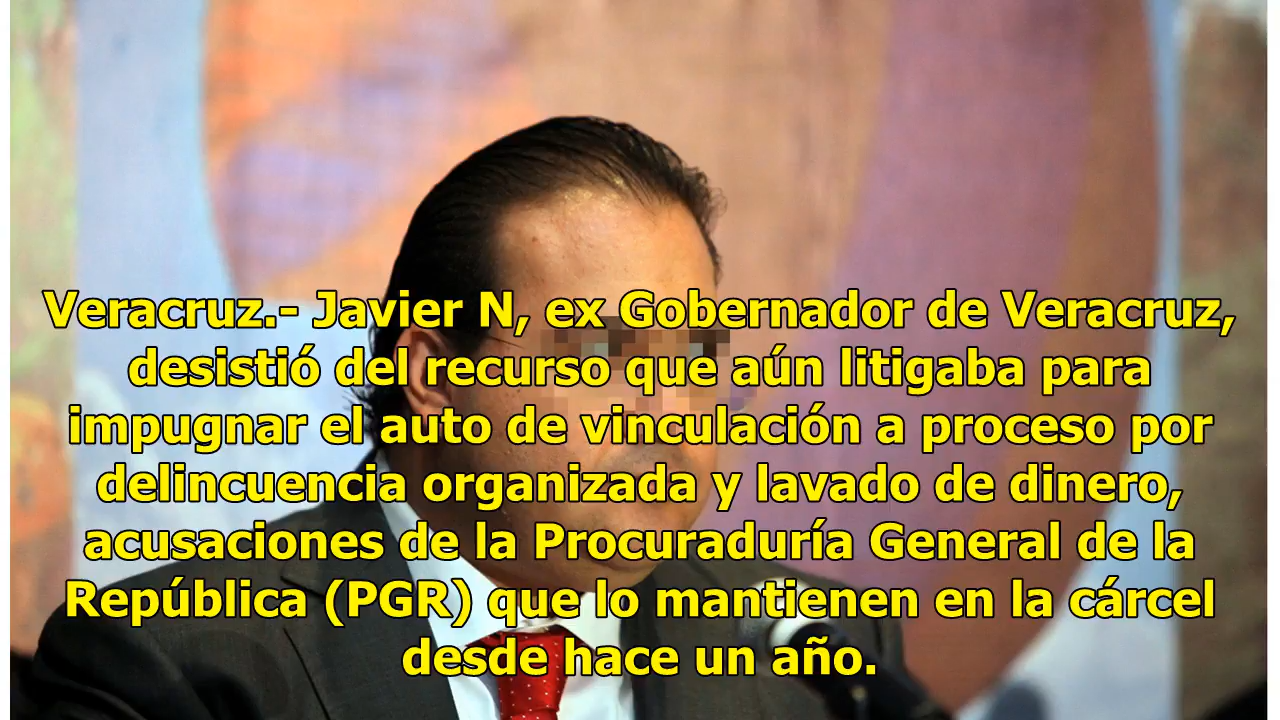 Veracruz.- Javier N, ex Gobernador de Veracruz,
desistió del recurso que aún litigaba para
impugnar el auto de vinculación a proceso por
delincuencia organizada y lavado de dinero,
acusaciones de la Procuraduría General de la
República (PGR) que lo mantienen en la cárcel
desde hace un año.